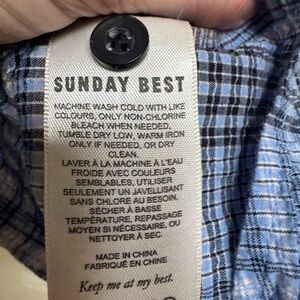 SUNDAY BEST
MACHINE WASH COLD WITH LIKE
COLOURS, ONLY NON-CHLORINE
BLEACH WHEN NEEDED,
TUMBLE DRY LOW, WARM IRON
ONLY IF NEEDED, OR DRY
CLEAN.
LAVER À LA MACHINE À L'EAU
FROIDE AVEC COULEURS
SEMBLABLES, UTILISER
SEULEMENT UN JAVELLISANT
SANS CHLORE AU BESOIN.
SÉCHER À BASSE
TEMPÉRATURE, REPASSAGE
MOYEN SI NÉCESSAIRE, OU
NETTOYER À SEC.
MADE IN CHINA
FABRIQUÉ EN CHINE
Keep me at my best.